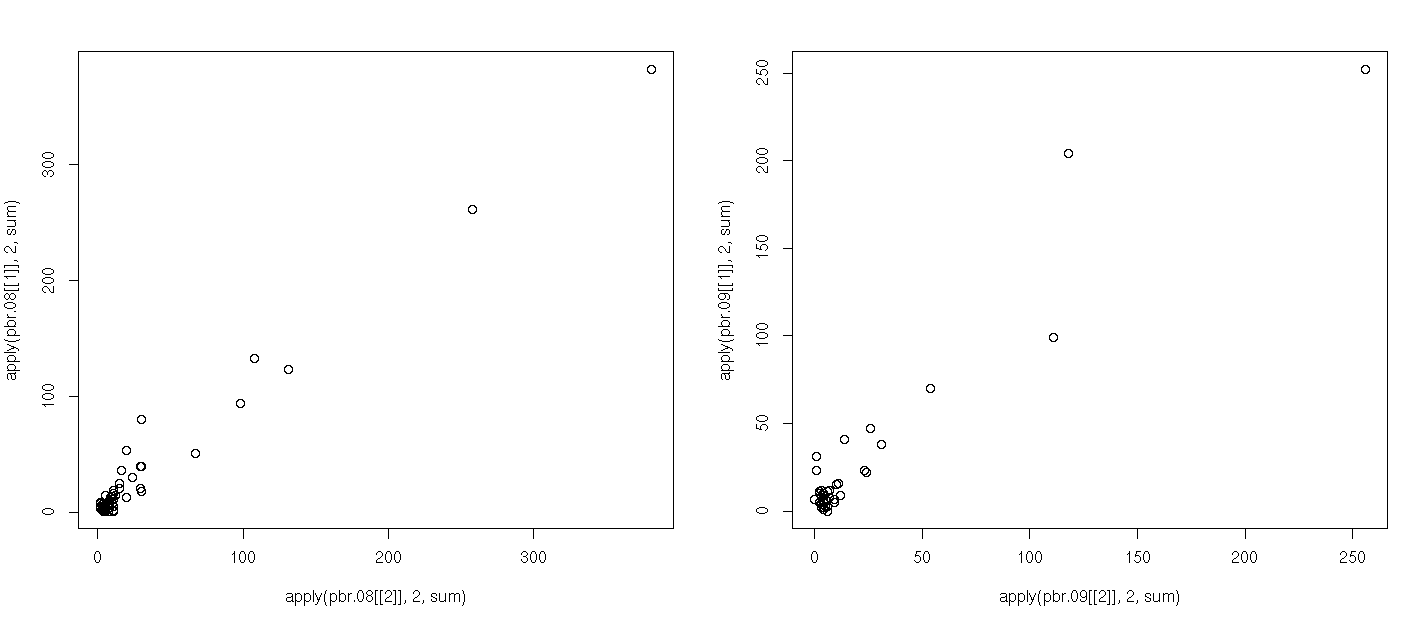 apply(pbr.08[[1]], 2, sum)
300
200
100
0
0 100 200 300
apply(pbr.08[[2]], 2, sum)
apply(pbr.09[[1]], 2, sum)
250
200
150
100
50
0
0 50 100 150 200 250
apply(pbr.09[[2]], 2, sum)